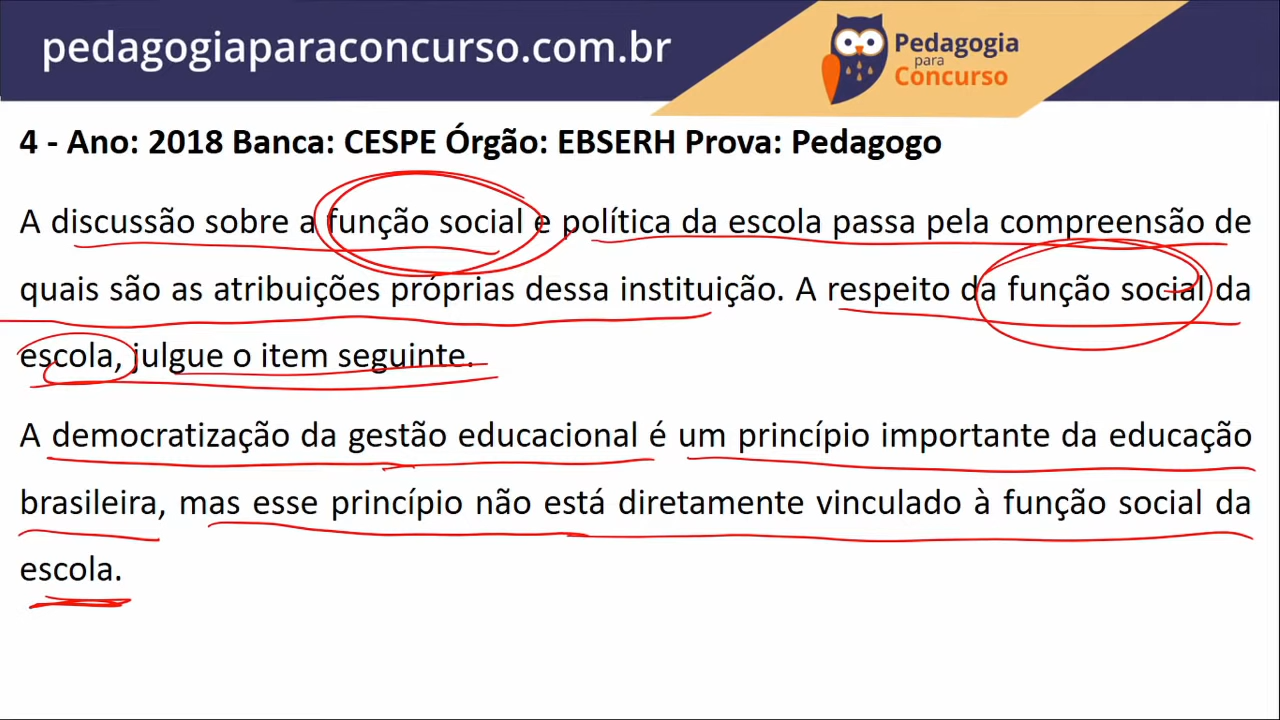 pedagogiaparaconcurso.com.br
Pedagogia
para
Concurso
4 - Ano: 2018 Banca: CESPE Órgão: EBSERH Prova: Pedagogo
A discussão sobre a função social e política da escola passa pela compreensão de
quais são as atribuições próprias dessa instituição. A respeito da função social da
escola, julgue o item seguinte.
A democratização da gestão educacional é um princípio importante da educação
brasileira, mas esse princípio não está diretamente vinculado à função social da
escola.